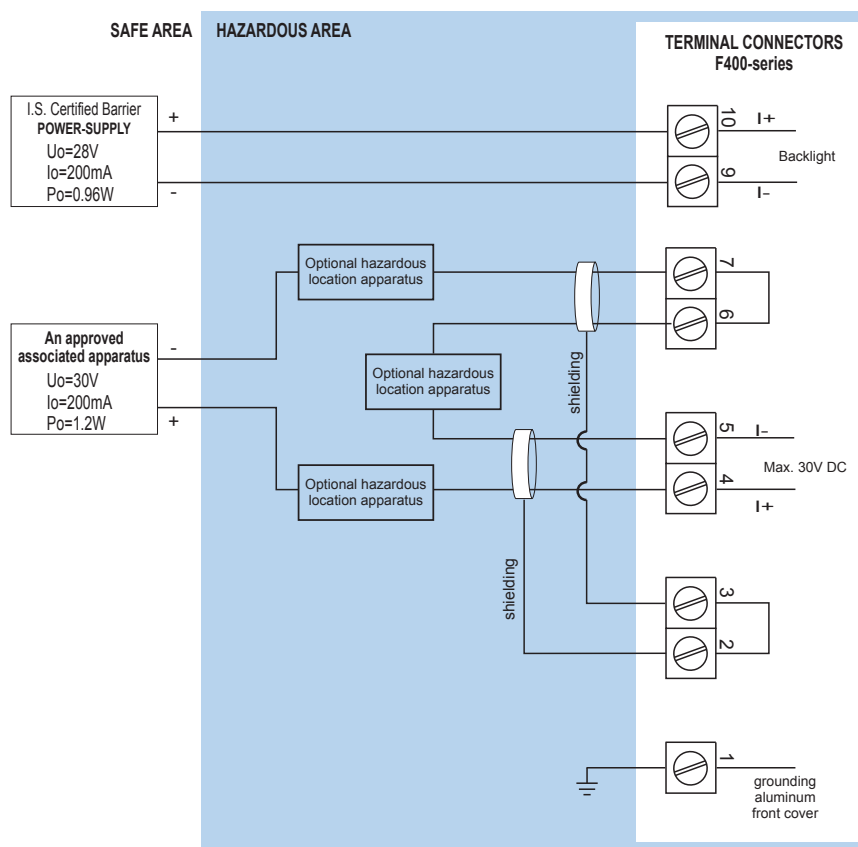 SAFE AREA
HAZARDOUS AREA
TERMINAL CONNECTORS
F400-series
I.S. Certified Barrier
POWER-SUPPLY
Uo=28V
Io=200mA
Po=0.96W
+
-
10
I+
Backlight
9
I-
Optional hazardous
location apparatus
7
6
An approved
associated apparatus
Uo=30V
Io=200mA
Po=1.2W
-
+
Optional hazardous
location apparatus
shielding
5
I-
Max. 30V DC
4
I+
Optional hazardous
location apparatus
shielding
3
2
1
grounding
aluminum
front cover